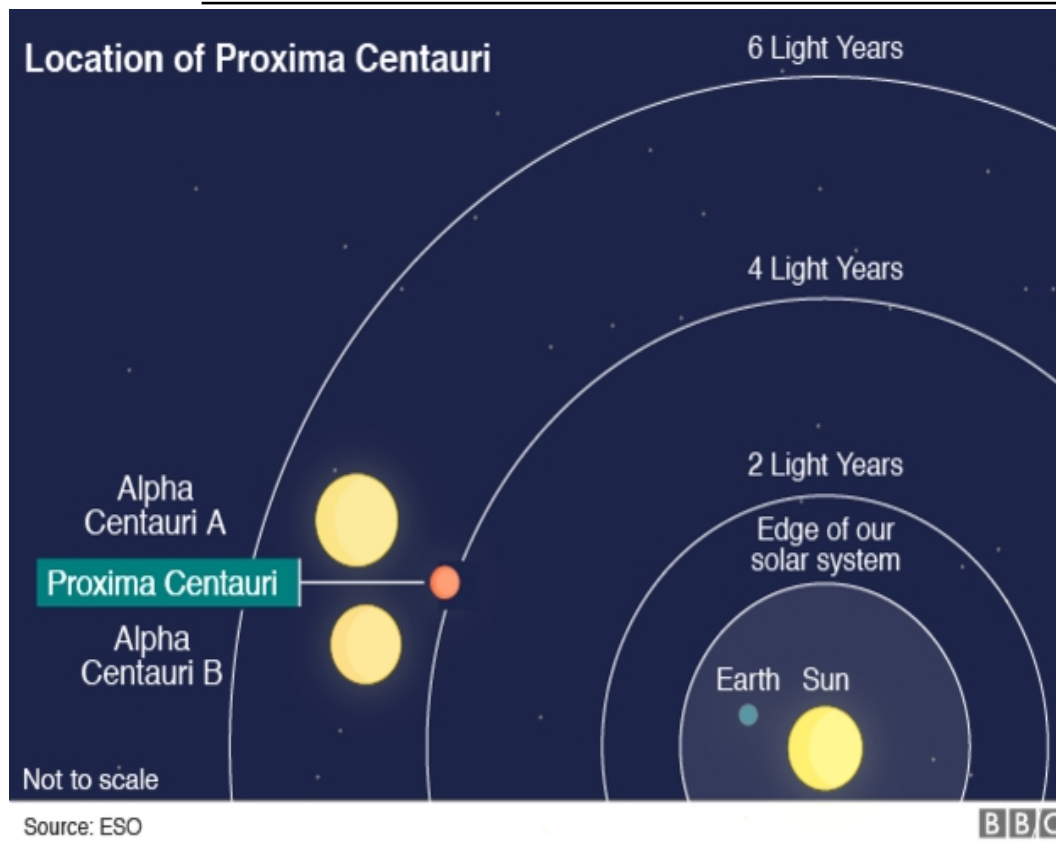 Location of Proxima Centauri
6 Light Years
4 Light Years
2 Light Years
Edge of our
solar system
Alpha
Centauri A
Proxima Centauri
Alpha
Centauri B
Earth Sun
Not to scale
Source: ESO
BBC